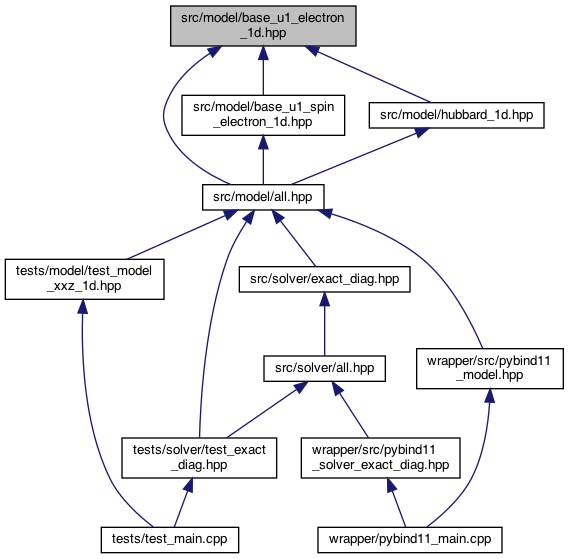 src/model/base_u1_electron
_1d.hpp
src/model/base_u1_spin
_electron_1d.hpp
src/model/hubbard_1d.hpp
src/model/all.hpp
tests/model/test_model
_xxz_1d.hpp
src/solver/exact_diag.hpp
src/solver/all.hpp
wrapper/src/pybind11
_model.hpp
tests/solver/test_exact
_diag.hpp
wrapper/src/pybind11
_solver_exact_diag.hpp
tests/test_main.cpp
wrapper/pybind11_main.cpp